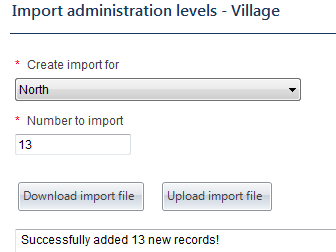 Import administration levels - Village
* Create import for
North
* Number to import
13
Download import file Upload import file
Successfully added 13 new records!